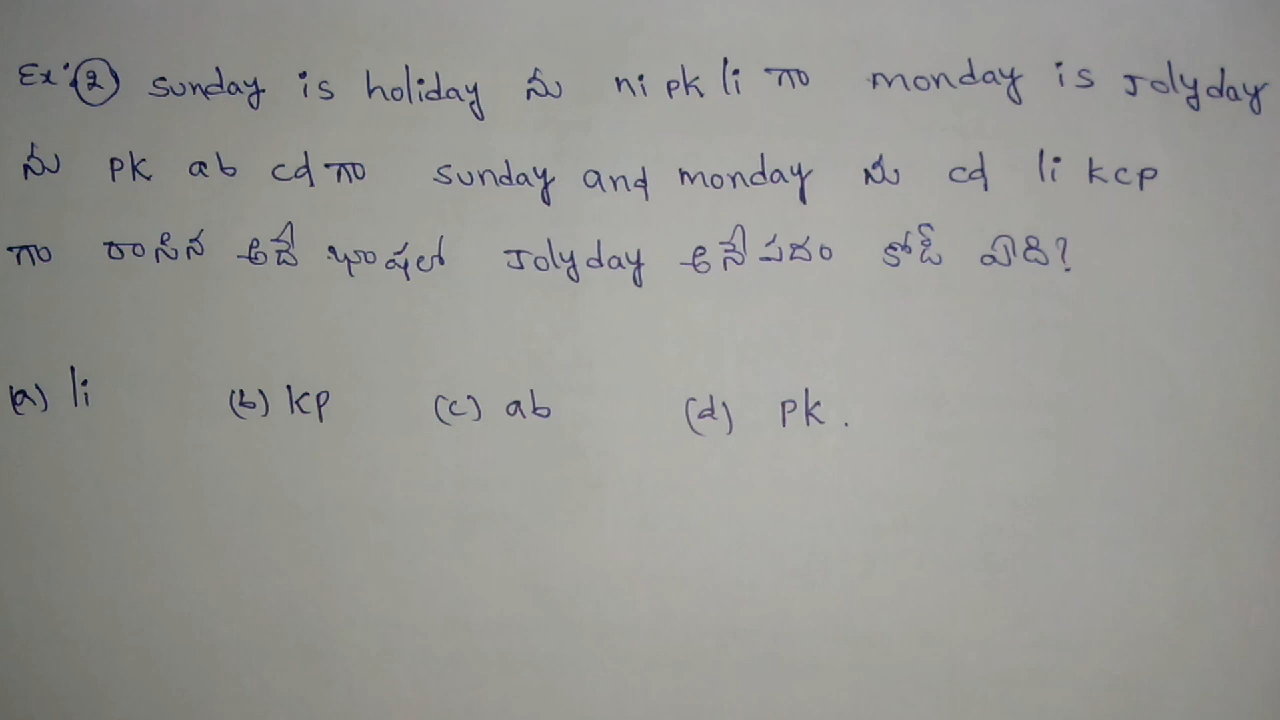 Ex:② sunday is holiday ను ni pk li గా monday is Jolyday
ను pk ab cd గా sunday and monday ను cd li kcp
గా రాసిన అదే భాషలో Jolyday అనే పదం కోడ్ ఏది?
(a) li (b) kp (c) ab (d) pk.